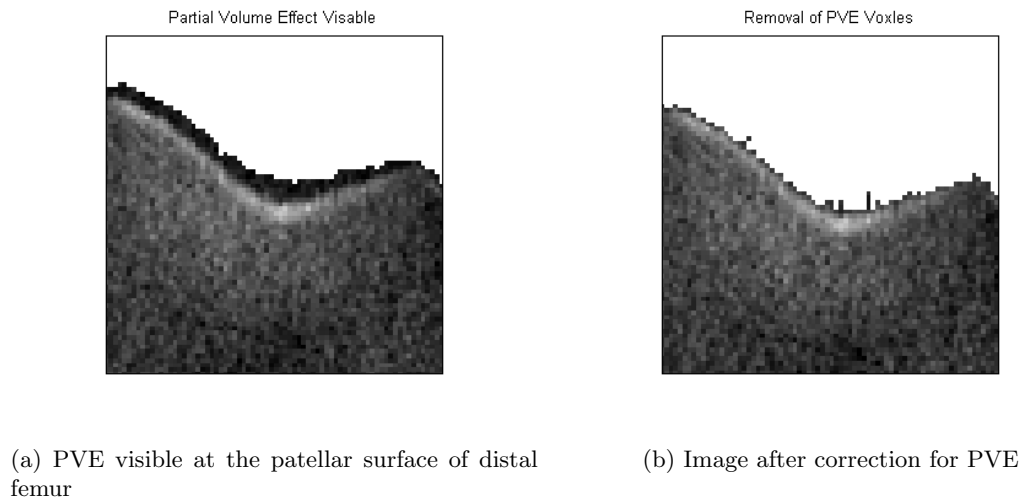 Partial Volume Effect Visable
Removal of PVE Voxles
(a) PVE visible at the patellar surface of distal
femur
(b) Image after correction for PVE